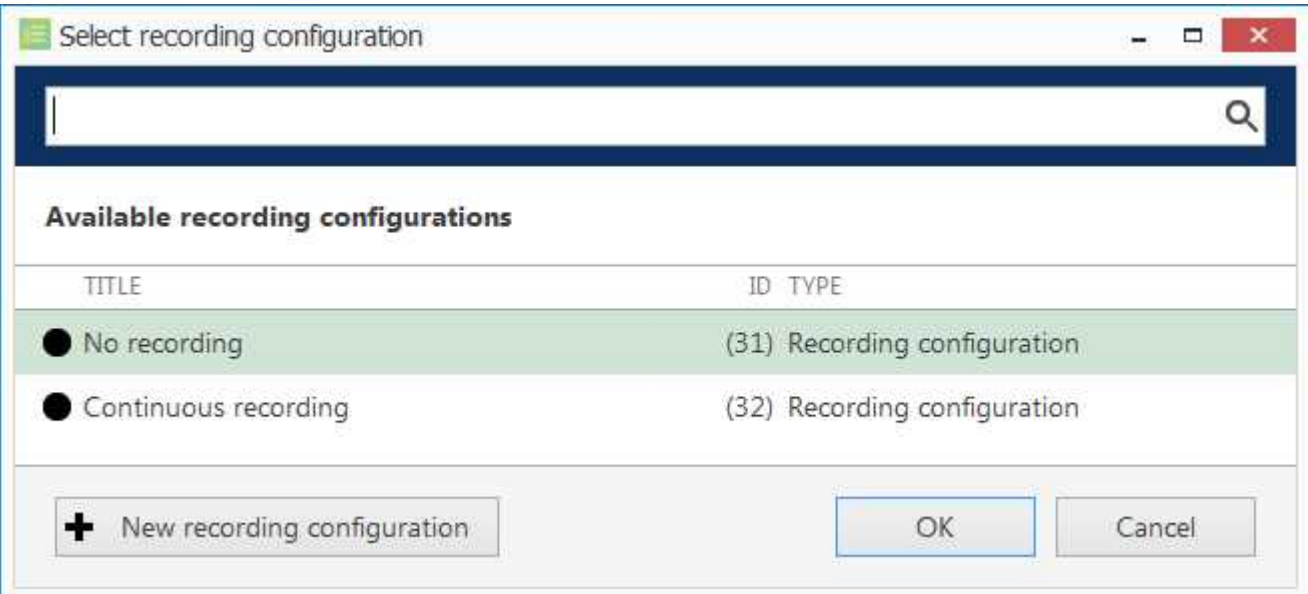 Select recording configuration
Available recording configurations
TITLE ID TYPE
No recording (31) Recording configuration
Continuous recording (32) Recording configuration
New recording configuration OK Cancel